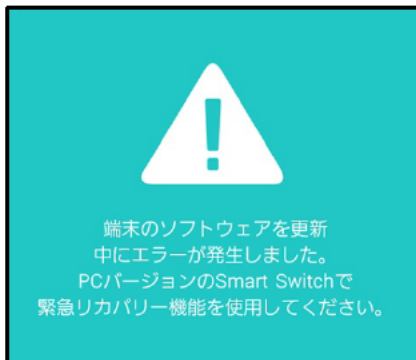 端末のソフトウェアを更新
中にエラーが発生しました。
PCバージョンのSmart Switchで
緊急リカバリー機能を使用してください。